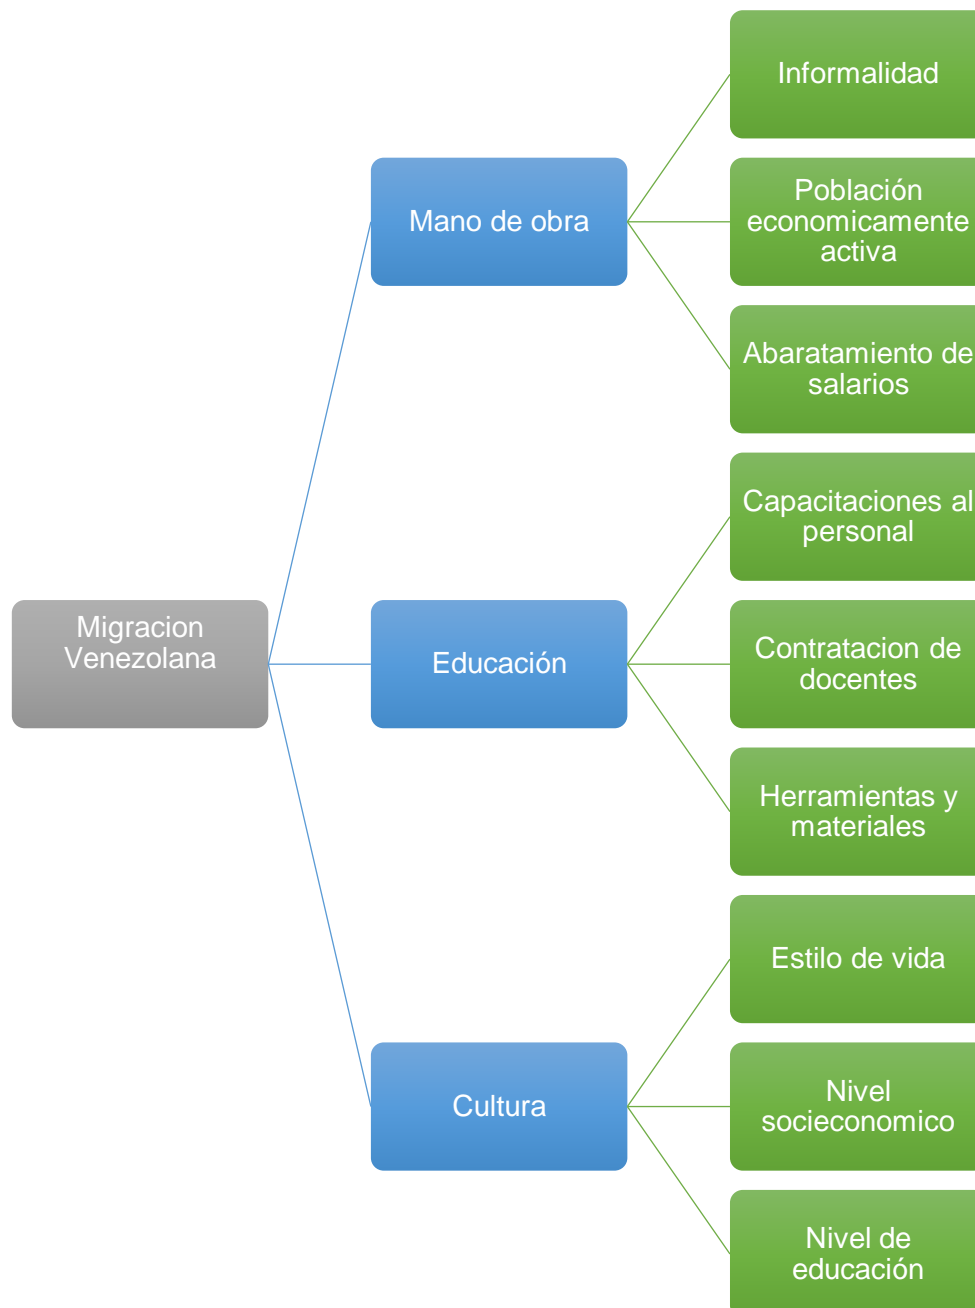 Informalidad
Mano de obra
Población
economicamente
activa
Abaratamiento de
salarios
Capacitaciones al
personal
Migracion
Venezolana
Educación
Contratacion de
docentes
Herramientas y
materiales
Estilo de vida
Cultura
Nivel
socieconomico
Nivel de
educación